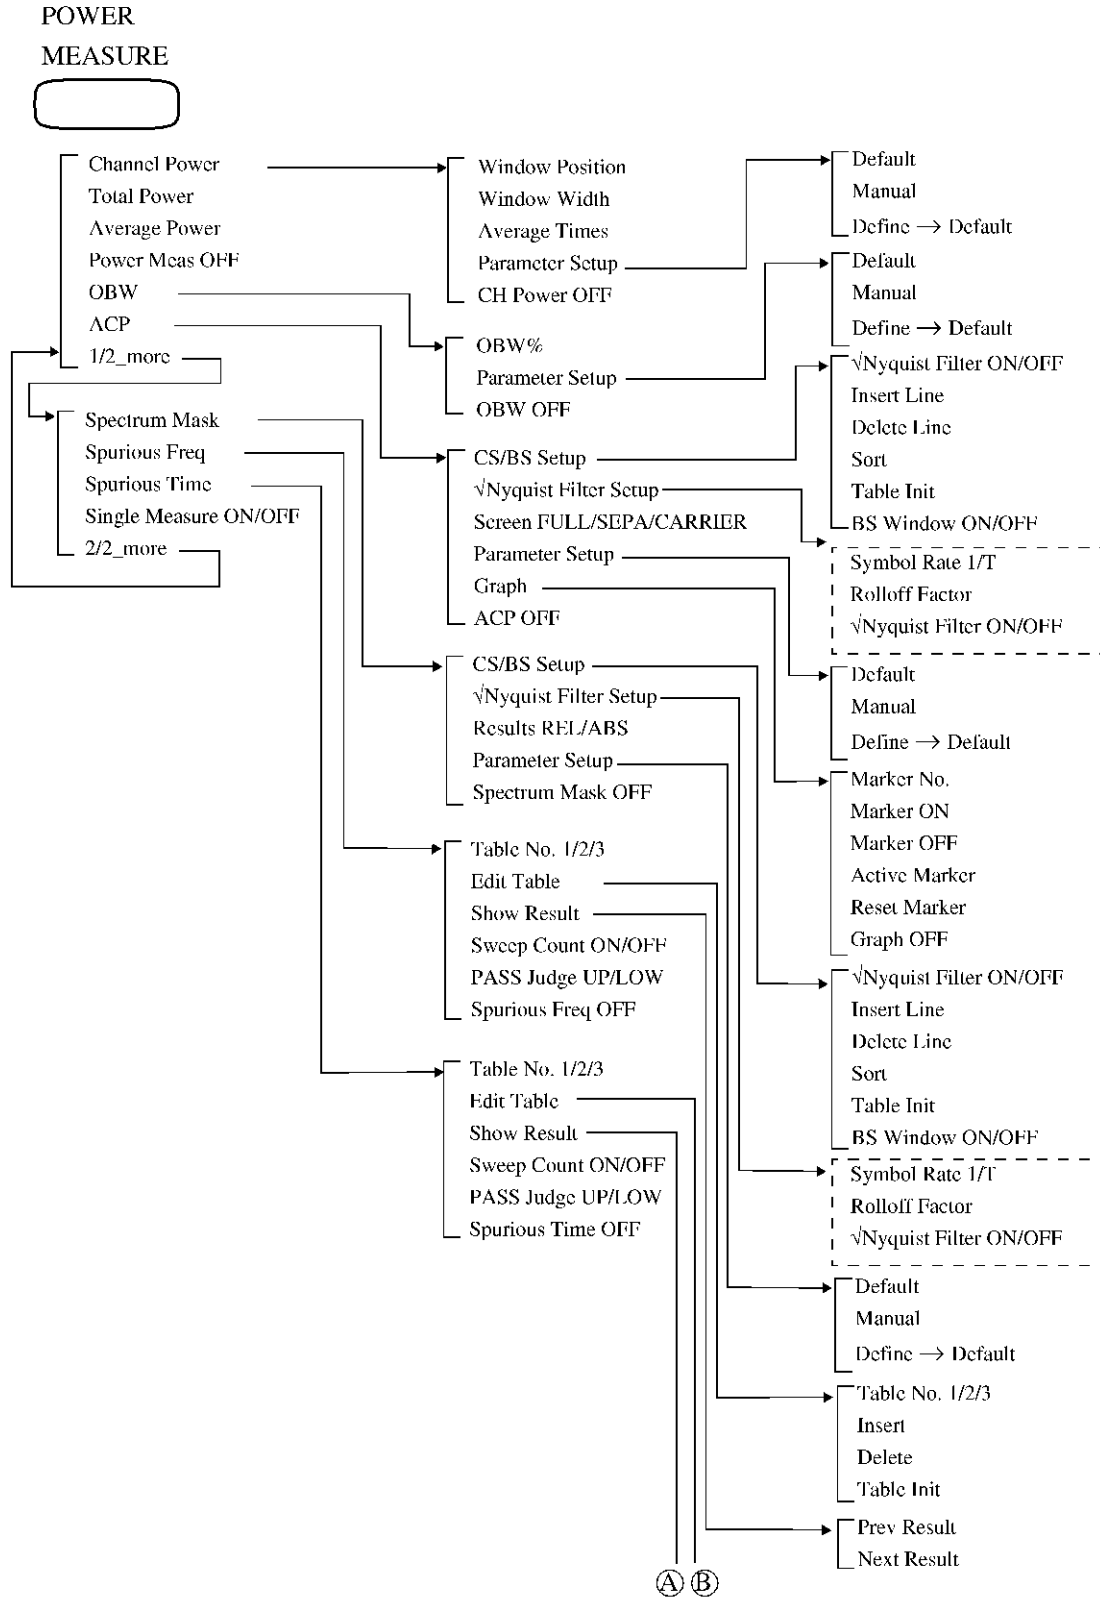 POWER
MEASURE
Channel Power
Total Power
Average Power
Power Meas OFF
OBW
ACP
1/2_more
Spectrum Mask
Spurious Freq
Spurious Time
Single Measure ON/OFF
2/2_more
Window Position
Window Width
Average Times
Parameter Setup
CH Power OFF
OBW%
Parameter Setup
OBW OFF
CS/BS Setup
√Nyquist Filter Setup
Screen FULL/SEPA/CARRIER
Parameter Setup
Graph
ACP OFF
CS/BS Setup
√Nyquist Filter Setup
Results REL/ABS
Parameter Setup
Spectrum Mask OFF
Table No. 1/2/3
Edit Table
Show Result
Sweep Count ON/OFF
PASS Judge UP/LOW
Spurious Freq OFF
Table No. 1/2/3
Edit Table
Show Result
Sweep Count ON/OFF
PASS Judge UP/LOW
Spurious Time OFF
Default
Manual
Define → Default
Default
Manual
Define → Default
√Nyquist Filter ON/OFF
Insert Line
Delete Line
Sort
Table Init
BS Window ON/OFF
Symbol Rate 1/T
Rolloff Factor
√Nyquist Filter ON/OFF
Default
Manual
Define → Default
Marker No.
Marker ON
Marker OFF
Active Marker
Reset Marker
Graph OFF
√Nyquist Filter ON/OFF
Insert Line
Delete Line
Sort
Table Init
BS Window ON/OFF
Symbol Rate 1/T
Rolloff Factor
√Nyquist Filter ON/OFF
Default
Manual
Define → Default
Table No. 1/2/3
Insert
Delete
Table Init
Prev Result
Next Result
Ⓐ Ⓑ